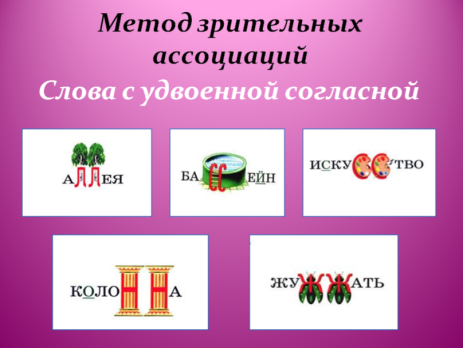 Метод зрительных
ассоциаций
Слова с удвоенной согласной
АЛЛЕЯ
БАССЕЙН
ИСКУССТВО
КОЛОННА
ЖУЖЖАТЬ